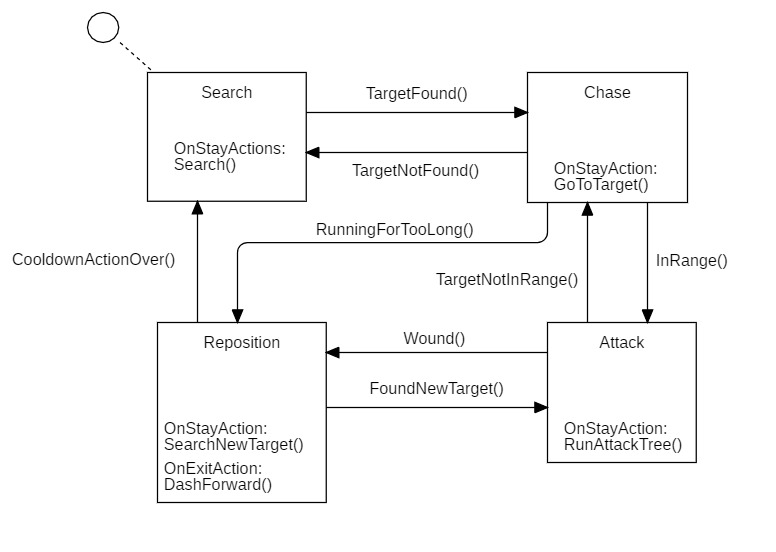 Search
TargetFound()
Chase
OnStayActions:
Search()
TargetNotFound()
OnStayAction:
GoToTarget()
RunningForTooLong()
CooldownActionOver()
TargetNotInRange()
InRange()
Reposition
Wound()
Attack
FoundNewTarget()
OnStayAction:
SearchNewTarget()
OnExitAction:
DashForward()
OnStayAction:
RunAttackTree()